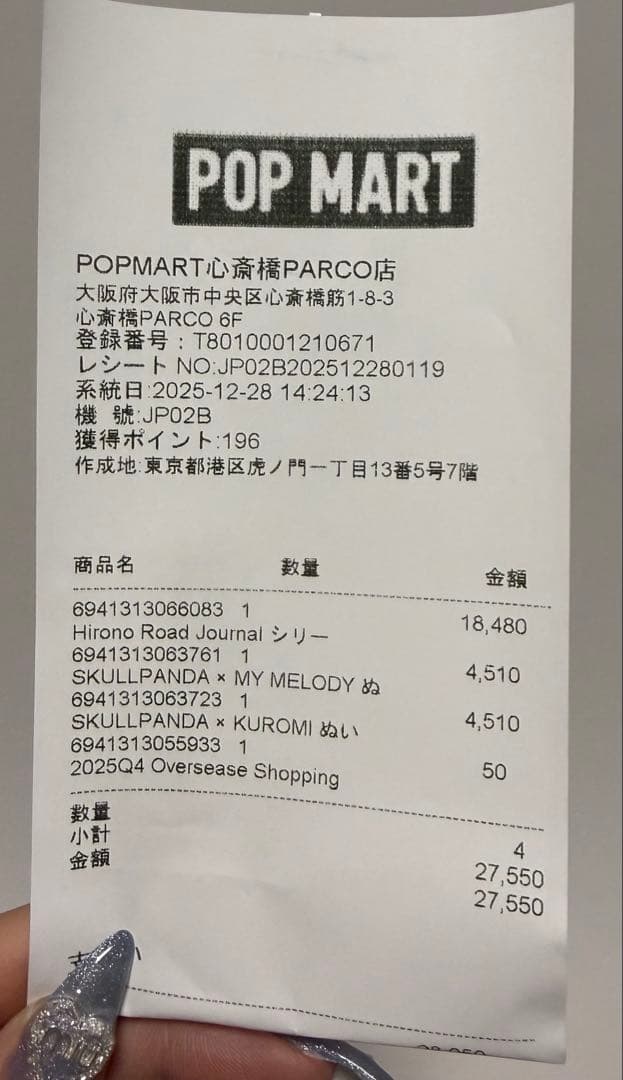 POP MART
POPMART心斎橋PARCO店
大阪府大阪市中央区心斎橋筋1-8-3
心斎橋PARCO 6F
登録番号：T8010001210671
レシート NO:JP02B202512280119
系統日:2025-12-28 14:24:13
機 號:JP02B
獲得ポイント:196
作成地:東京都港区虎ノ門一丁目13番5号7階
商品名 数量 金額
6941313066083 1
Hirono Road Journal シリー 18,480
6941313063761 1
SKULLPANDA × MY MELODY ぬ 4,510
6941313063723 1
SKULLPANDA × KUROMI ぬい 4,510
6941313055933 1
2025Q4 Oversease Shopping 50
数量 4
小計 27,550
金額 27,550
miu